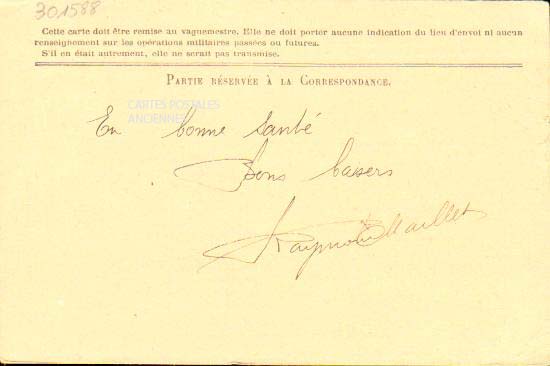 301588
Cette carte doit être remise au vaguemestre. Elle ne doit porter aucune indication du lieu d'envoi ni aucun
renseignement sur les opérations militaires passées ou futures.
S'il en était autrement, elle ne serait pas transmise.
PARTIE RÉSERVÉE À LA CORRESPONDANCE.
CARTES POSTALES
ANCIENNES
En bonne santé
Bons baisers
Raymond Maillet